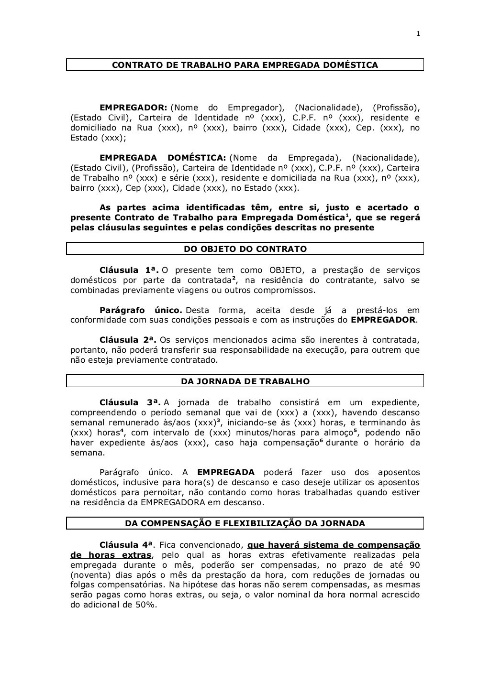 1
CONTRATO DE TRABALHO PARA EMPREGADA DOMÉSTICA
EMPREGADOR: (Nome do Empregador), (Nacionalidade), (Profissão),
(Estado Civil), Carteira de Identidade nº (xxx), C.P.F. nº (xxx), residente e
domiciliado na Rua (xxx), nº (xxx), bairro (xxx), Cidade (xxx), Cep. (xxx), no
Estado (xxx);
EMPREGADA DOMÉSTICA: (Nome da Empregada), (Nacionalidade),
(Estado Civil), (Profissão), Carteira de Identidade nº (xxx), C.P.F. nº (xxx), Carteira
de Trabalho nº (xxx) e série (xxx), residente e domiciliada na Rua (xxx), nº (xxx),
bairro (xxx), Cep (xxx), Cidade (xxx), no Estado (xxx).
As partes acima identificadas têm, entre si, justo e acertado o
presente Contrato de Trabalho para Empregada Doméstica¹, que se regerá
pelas cláusulas seguintes e pelas condições descritas no presente
DO OBJETO DO CONTRATO
Cláusula 1ª. O presente tem como OBJETO, a prestação de serviços
domésticos por parte da contratada², na residência do contratante, salvo se
combinadas previamente viagens ou outros compromissos.
Parágrafo único. Desta forma, aceita desde já a prestá-los em
conformidade com suas condições pessoais e com as instruções do EMPREGADOR.
Cláusula 2ª. Os serviços mencionados acima são inerentes à contratada,
portanto, não poderá transferir sua responsabilidade na execução, para outrem que
não esteja previamente contratado.
DA JORNADA DE TRABALHO
Cláusula 3ª. A jornada de trabalho consistirá em um expediente,
compreendendo o período semanal que vai de (xxx) a (xxx), havendo descanso
semanal remunerado às/aos (xxx)³, iniciando-se às (xxx) horas, e terminando às
(xxx) horas⁴, com intervalo de (xxx) minutos/horas para almoço⁵, podendo não
haver expediente às/aos (xxx), caso haja compensação⁶ durante o horário da
semana.
Parágrafo único. A EMPREGADA poderá fazer uso dos aposentos
domésticos, inclusive para hora(s) de descanso e caso deseje utilizar os aposentos
domésticos para pernoitar, não contando como horas trabalhadas quando estiver
na residência da EMPREGADORA em descanso.
DA COMPENSAÇÃO E FLEXIBILIZAÇÃO DA JORNADA
Cláusula 4ª. Fica convencionado, que haverá sistema de compensação
de horas extras, pelo qual as horas extras efetivamente realizadas pela
empregada durante o mês, poderão ser compensadas, no prazo de até 90
(noventa) dias após o mês da prestação da hora, com reduções de jornadas ou
folgas compensatórias. Na hipótese das horas não serem compensadas, as mesmas
serão pagas como horas extras, ou seja, o valor nominal da hora normal acrescido
do adicional de 50%.